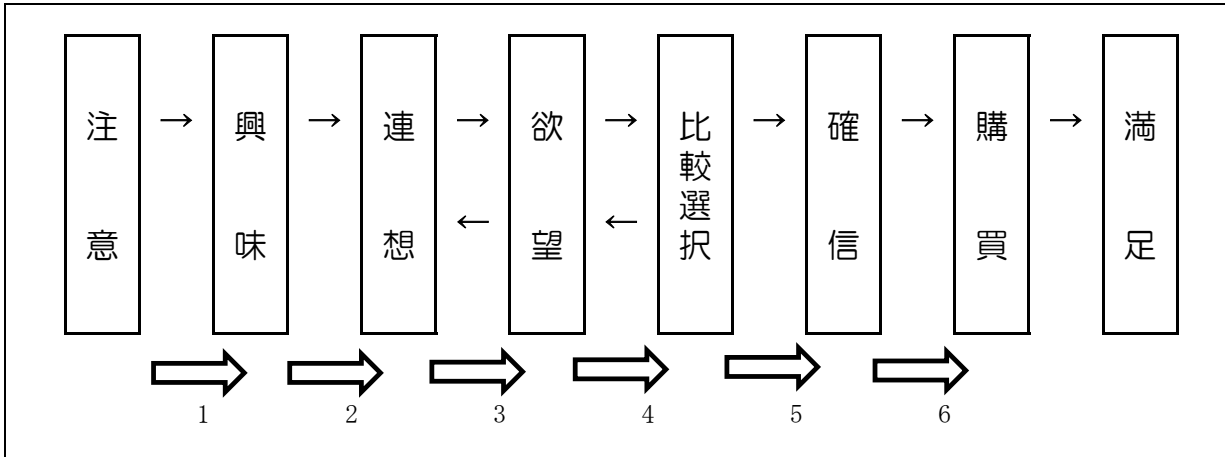 注意 → 興味 → 連想 → 欲望 → 比較選択 → 確信 → 購買 → 満足
← ←
1 2 3 4 5 6